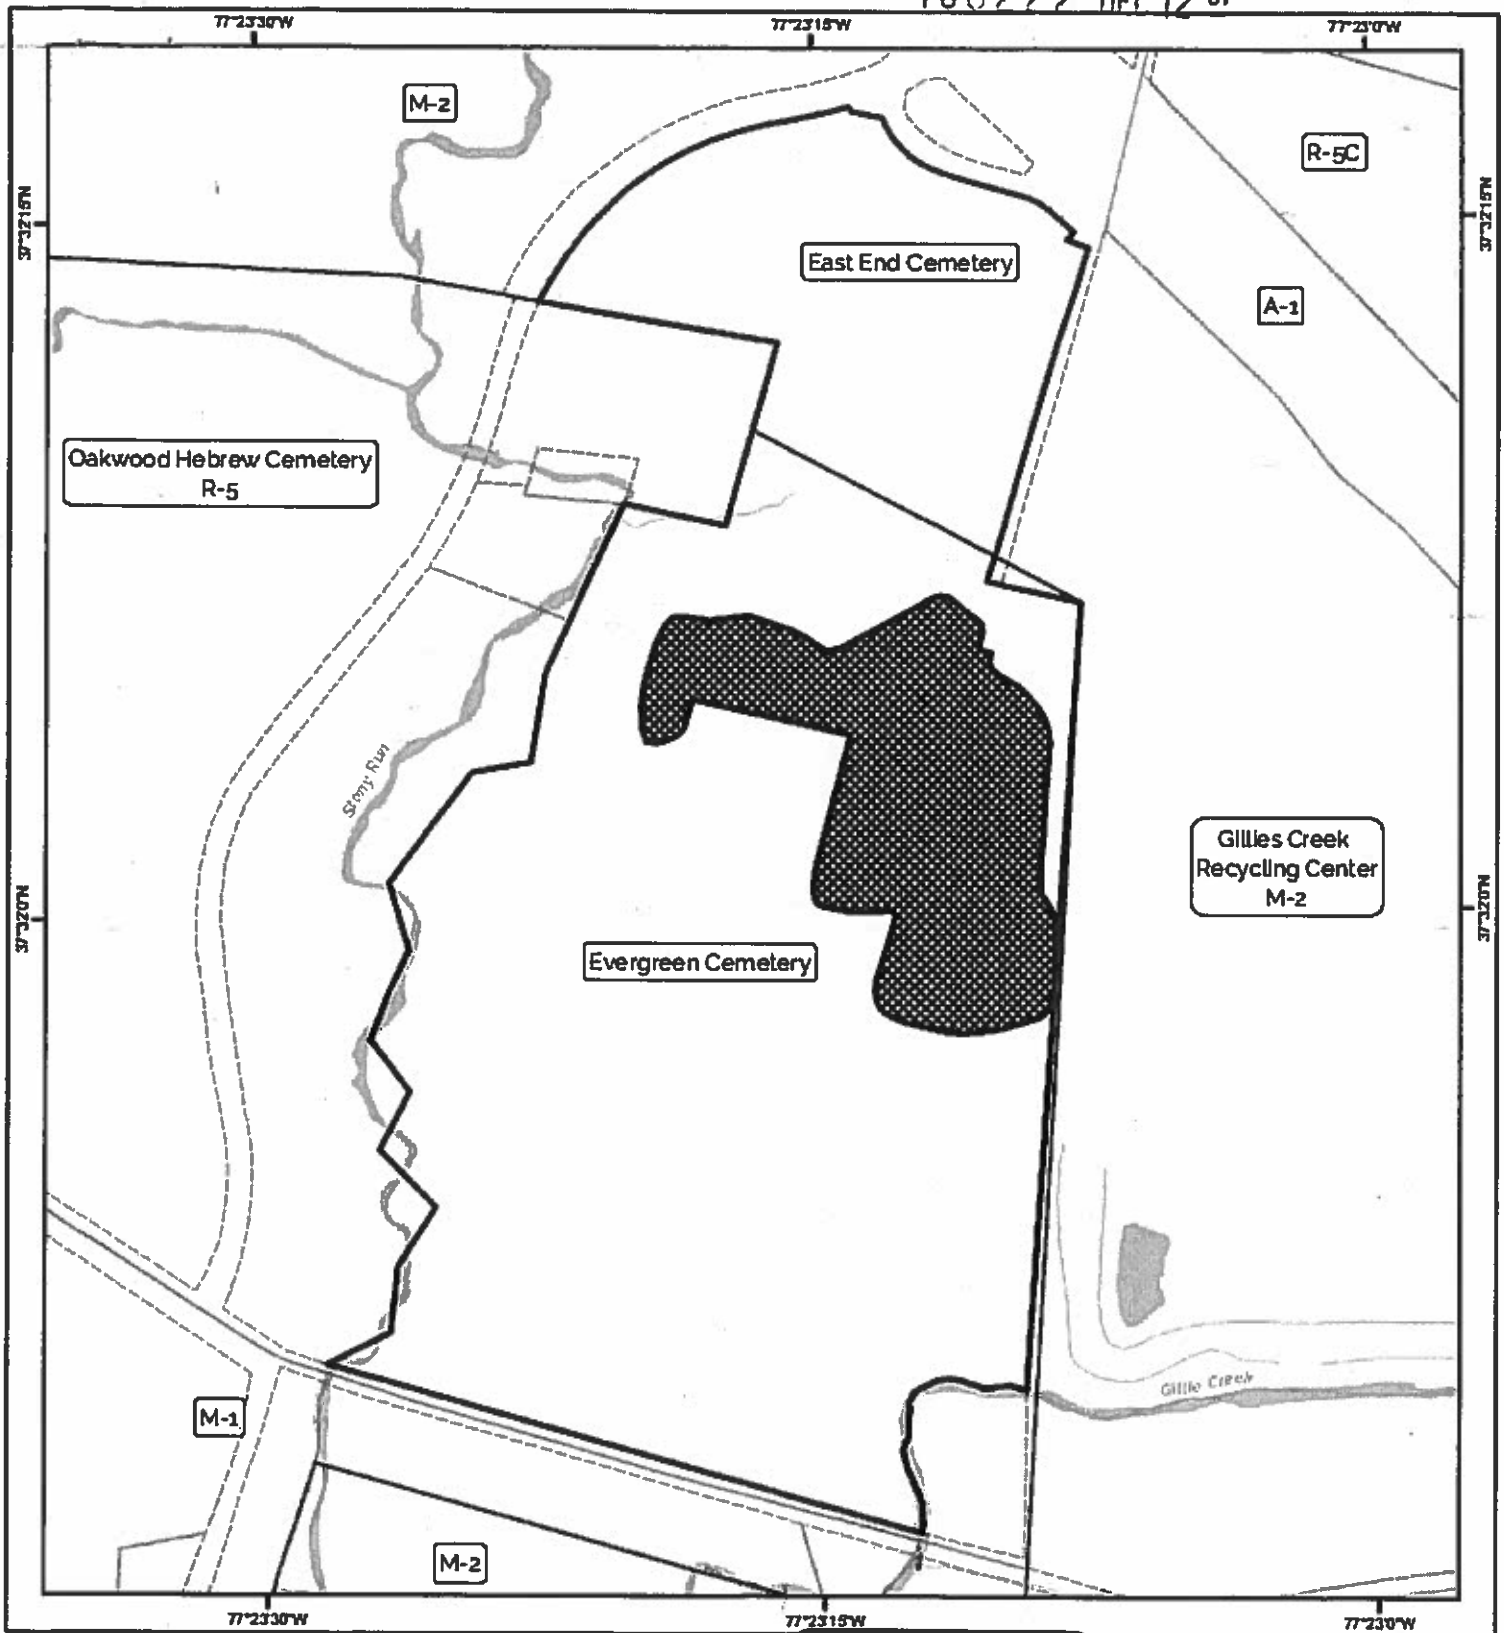 77°23'30"W
77°23'15"W
77°23'0"W
M-2
R-5C
37°32'15"N
37°32'15"N
East End Cemetery
A-1
Oakwood Hebrew Cemetery
R-5
Stony Run
Gillies Creek
Recycling Center
M-2
37°32'0"N
37°32'0"N
Evergreen Cemetery
Gillie Creek
M-1
M-2
77°23'30"W
77°23'15"W
77°23'0"W